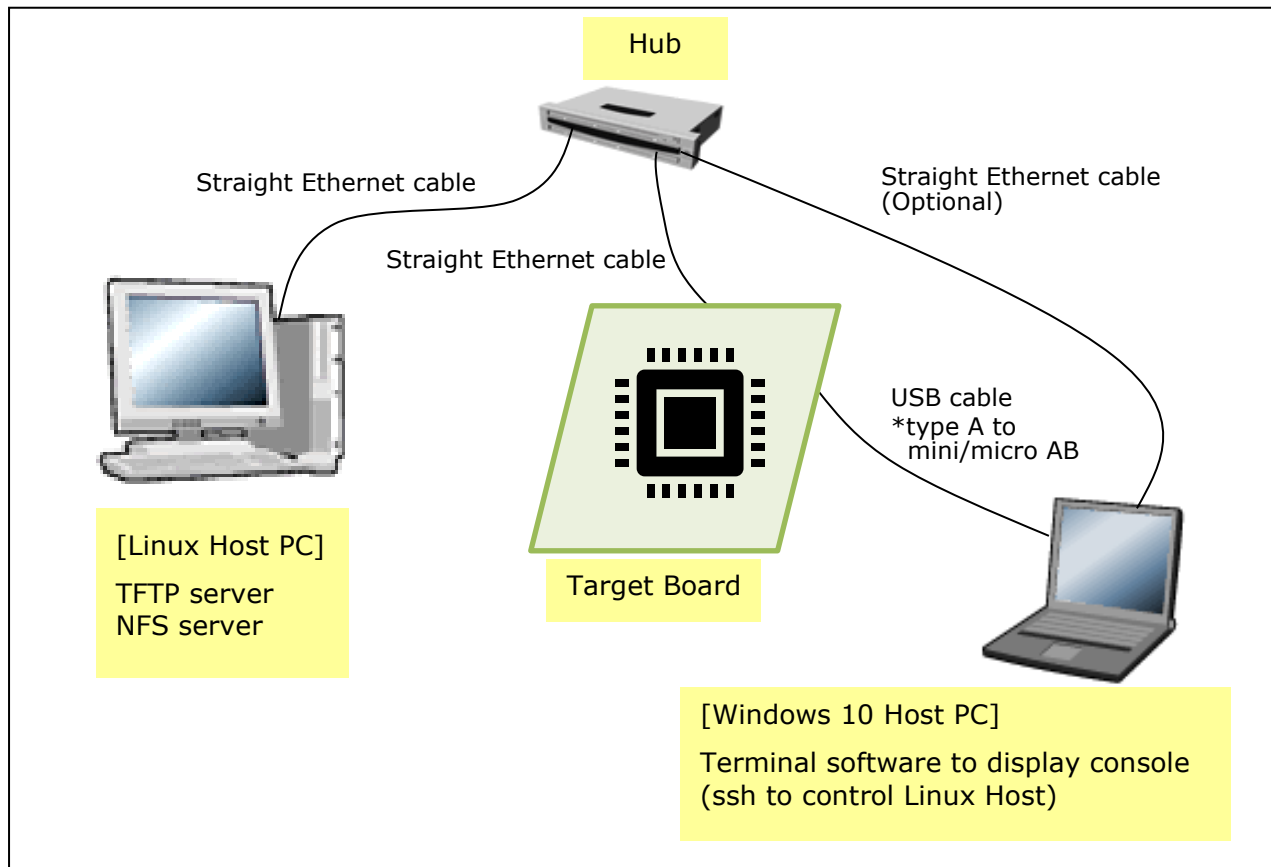 Hub
Straight Ethernet cable
Straight Ethernet cable
(Optional)
Straight Ethernet cable
USB cable
*type A to
mini/micro AB
[Linux Host PC]
TFTP server
NFS server
Target Board
[Windows 10 Host PC]
Terminal software to display console
(ssh to control Linux Host)